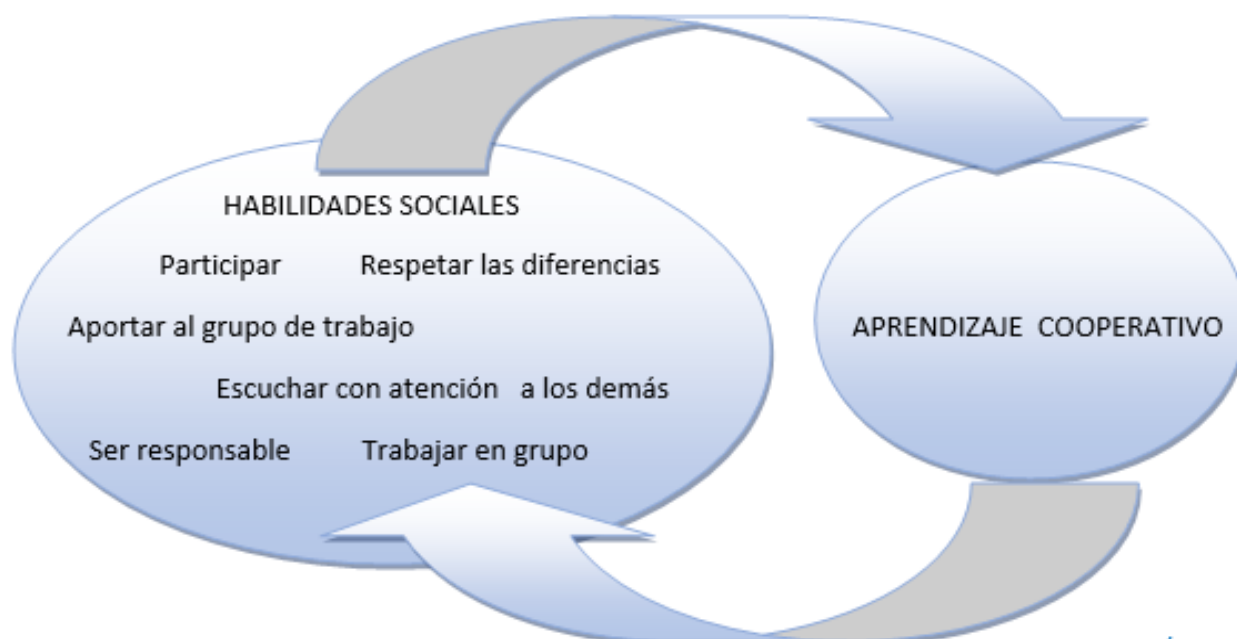 HABILIDADES SOCIALES
Participar Respetar las diferencias
Aportar al grupo de trabajo
APRENDIZAJE COOPERATIVO
Escuchar con atención a los demás
Ser responsable Trabajar en grupo